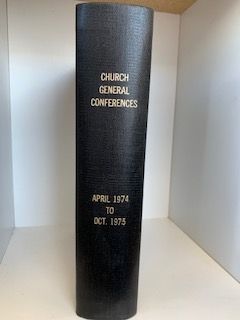 CHURCH
GENERAL
CONFERENCES
APRIL 1974
TO
OCT. 1975